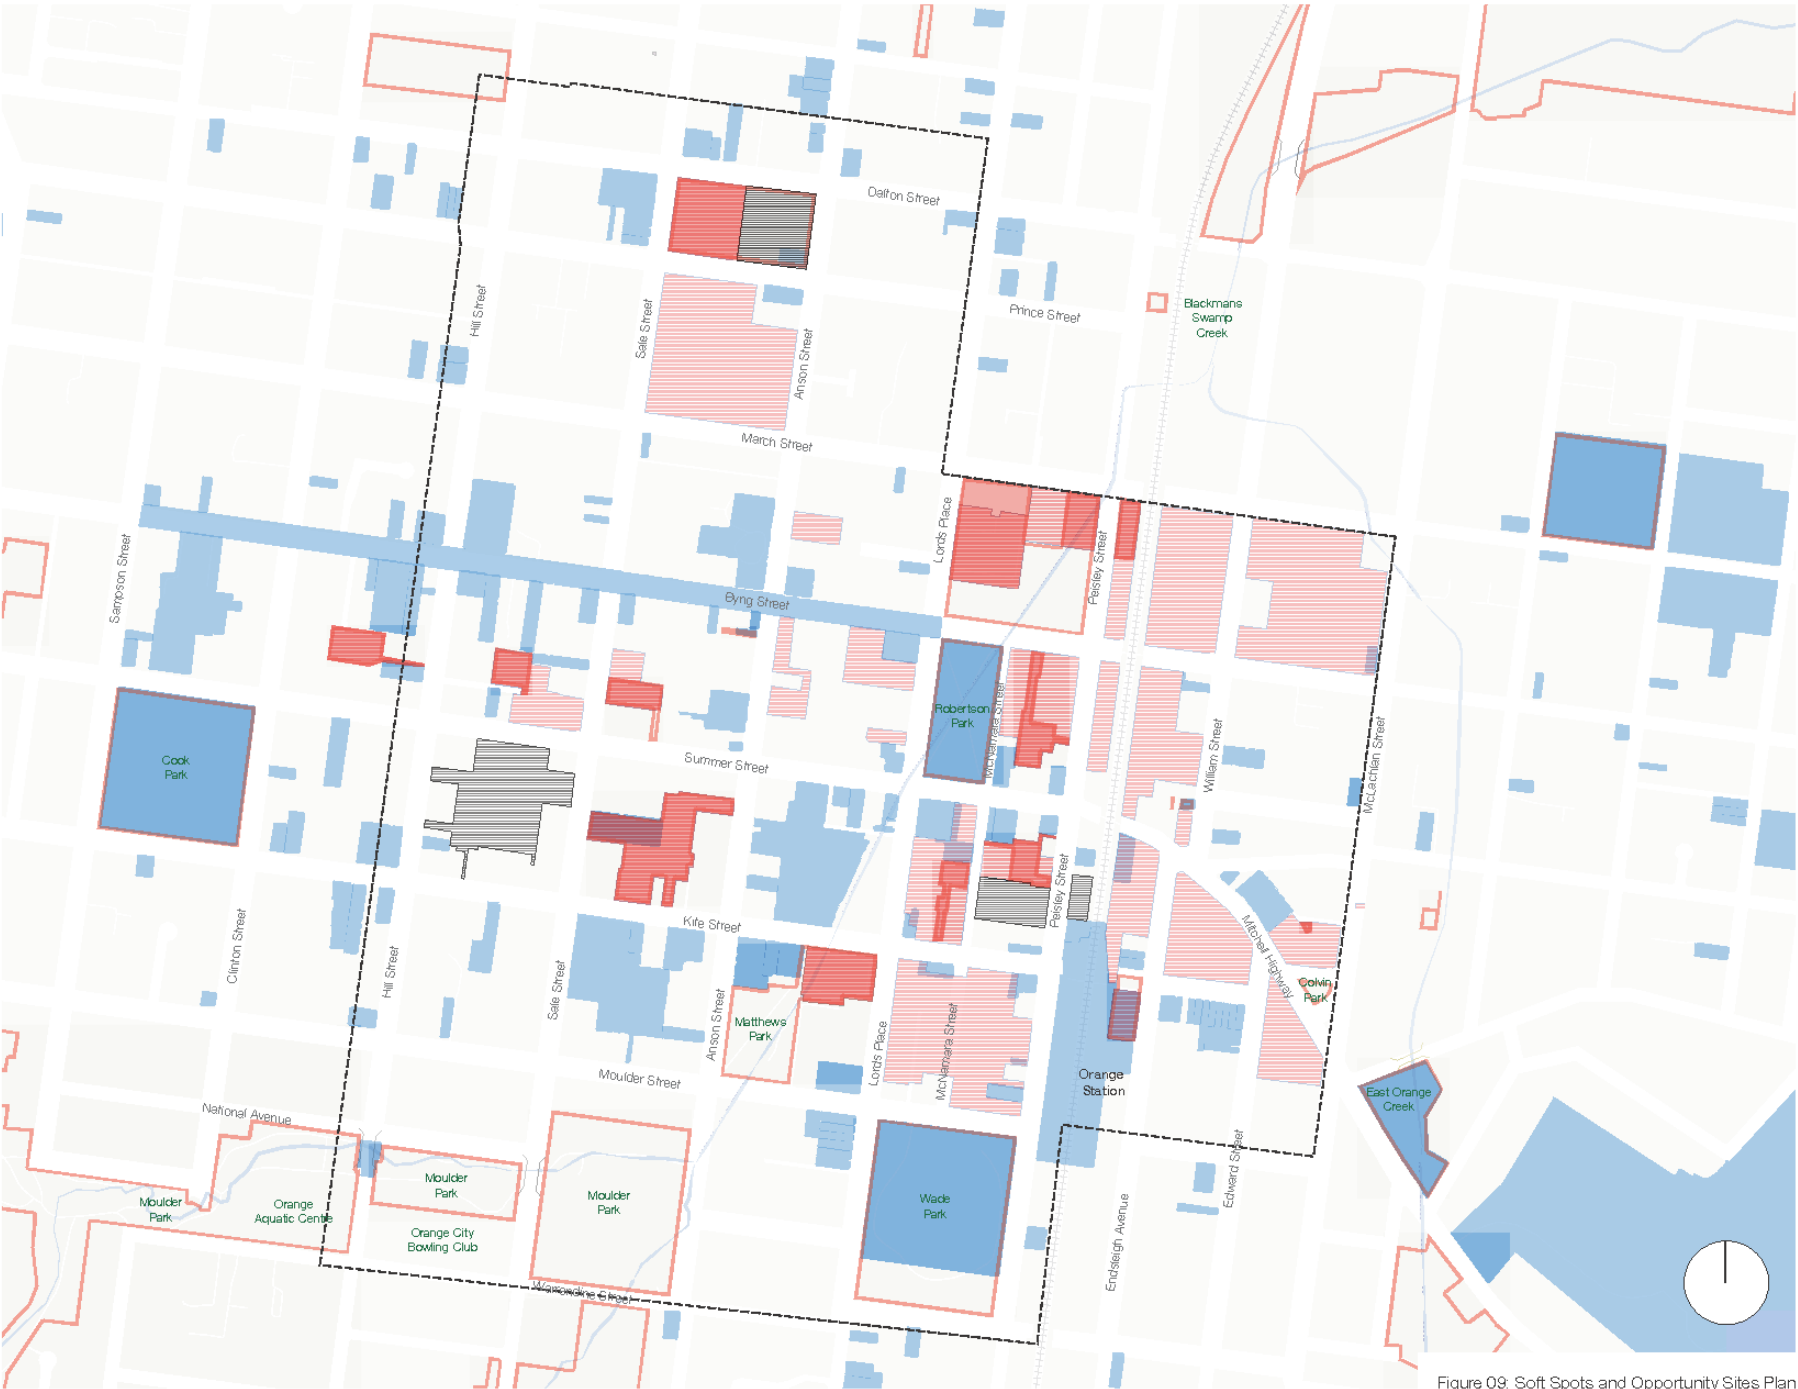 Dalton Street
Hill Street
Sale Street
Anson Street
Prince Street
Blackmans
Swamp
Creek
March Street
Lords Place
Peisley Street
Sampson Street
Byng Street
McNamara Street
Robertson
Park
Cook
Park
Summer Street
William Street
McLachlan Street
Peisley Street
Kite Street
Clinton Street
Hill Street
Sale Street
Anson Street
Matthews
Park
Lords Place
McNamara Street
Mitchell Highway
Colvin
Park
Moulder Street
Orange
Station
East Orange
Creek
National Avenue
Moulder
Park
Orange
Aquatic Centre
Moulder
Park
Orange City
Bowling Club
Moulder
Park
Wade
Park
Endsleigh Avenue
Edward Street
Warrendine Street
Figure 09: Soft Spots and Opportunity Sites Plan